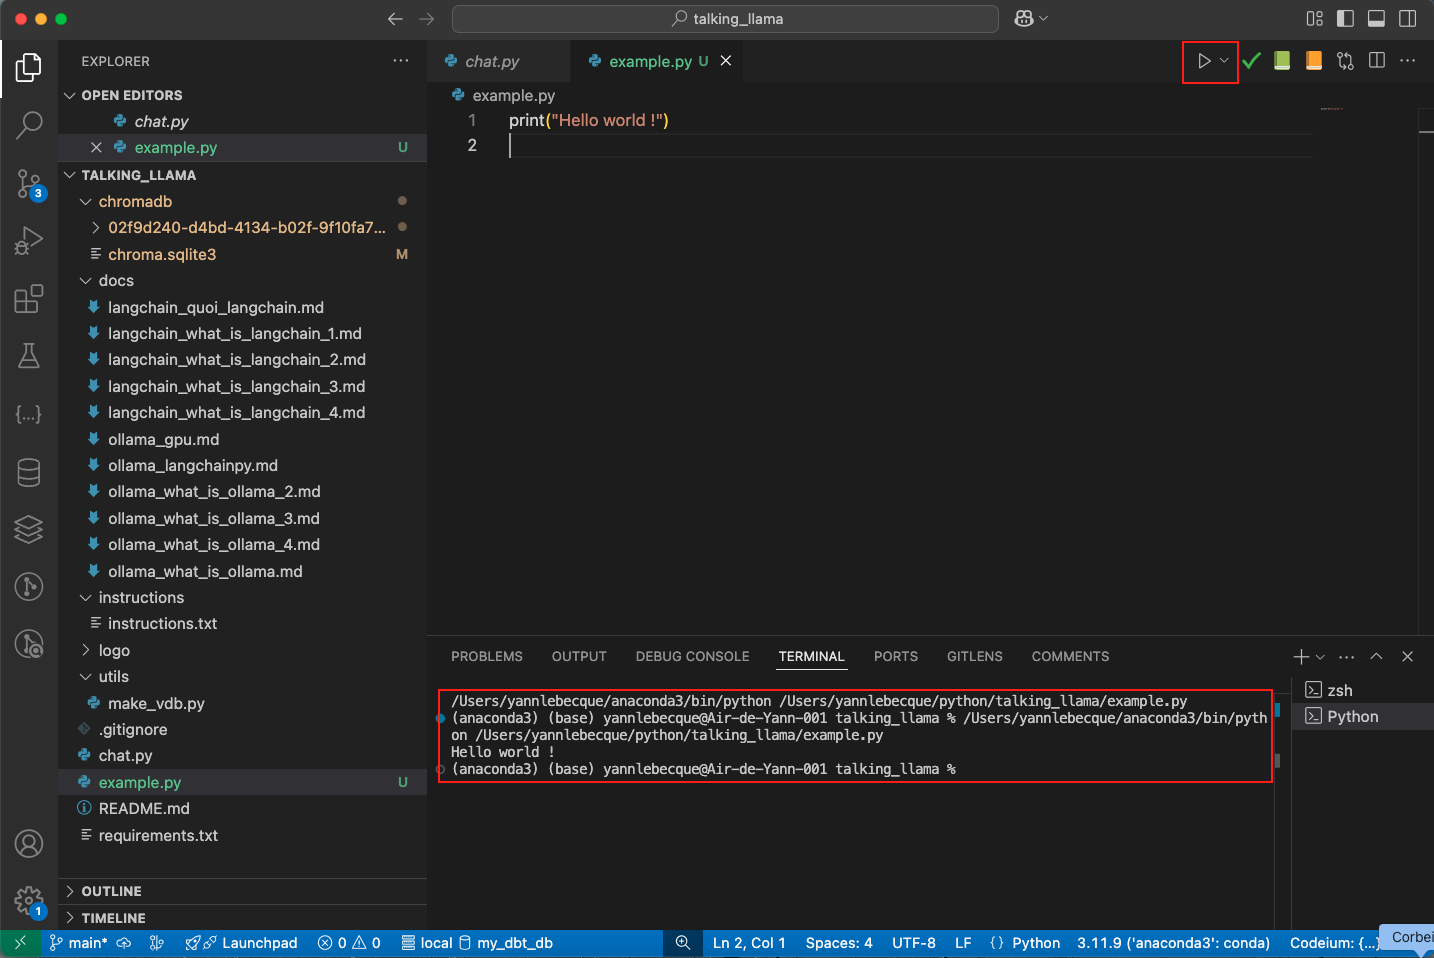 talking_llama
EXPLORER
OPEN EDITORS
chat.py
example.py U
TALKING_LLAMA
chromadb
02f9d240-d4bd-4134-b02f-9f10fa7...
chroma.sqlite3 M
docs
langchain_quoi_langchain.md
langchain_what_is_langchain_1.md
langchain_what_is_langchain_2.md
langchain_what_is_langchain_3.md
langchain_what_is_langchain_4.md
ollama_gpu.md
ollama_langchainpy.md
ollama_what_is_ollama_2.md
ollama_what_is_ollama_3.md
ollama_what_is_ollama_4.md
ollama_what_is_ollama.md
instructions
instructions.txt
logo
utils
make_vdb.py
.gitignore
chat.py
example.py U
README.md
requirements.txt
OUTLINE
TIMELINE
3
1
chat.py
example.py U
example.py
1 print("Hello world !")
2
PROBLEMS OUTPUT DEBUG CONSOLE TERMINAL PORTS GITLENS COMMENTS
/Users/yannlebecque/anaconda3/bin/python /Users/yannlebecque/python/talking_llama/example.py
(anaconda3) (base) yannlebecque@Air-de-Yann-001 talking_llama % /Users/yannlebecque/anaconda3/bin/pyth
on /Users/yannlebecque/python/talking_llama/example.py
Hello world !
(anaconda3) (base) yannlebecque@Air-de-Yann-001 talking_llama %
zsh
Python
main* Launchpad 0 0 local my_dbt_db Ln 2, Col 1 Spaces: 4 UTF-8 LF {} Python 3.11.9 ('anaconda3': conda) Codeium: {...}
Corbei